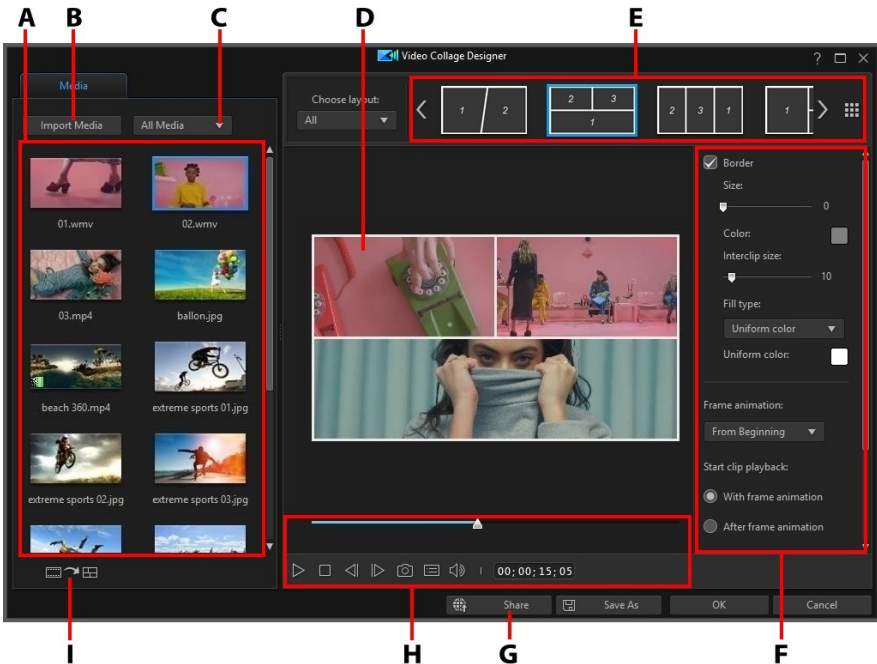 A B C D E
Video Collage Designer ?
Media
Import Media All Media
Choose layout:
All
1 2
2 3
1
2 3 1
1
01.wmv 02.wmv
03.mp4 ballon.jpg
beach 360.mp4 extreme sports 01.jpg
extreme sports 02.jpg extreme sports 03.jpg
Border
Size:
0
Color:
Interclip size:
10
Fill type:
Uniform color
Uniform color:
Frame animation:
From Beginning
Start clip playback:
With frame animation
After frame animation
00;00;15;05
Share Save As OK Cancel
I H G F